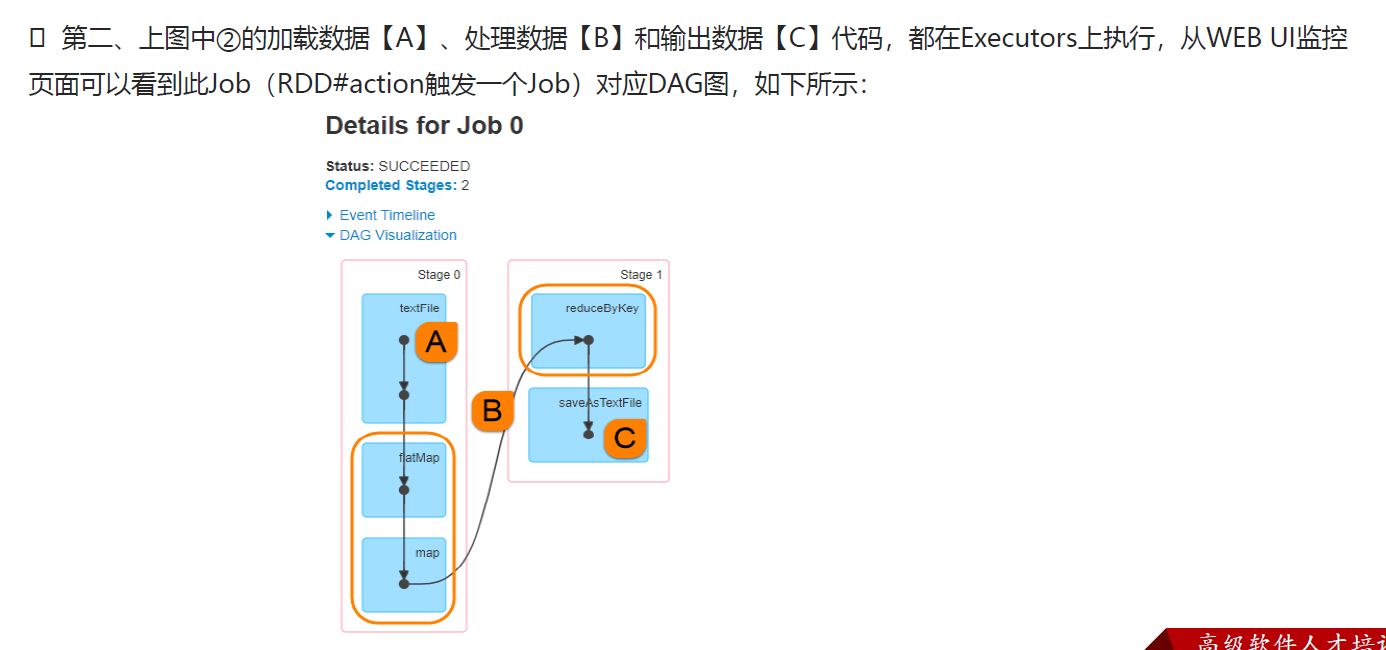 第二、上图中②的加载数据【A】、处理数据【B】和输出数据【C】代码，都在Executors上执行，从WEB UI监控
页面可以看到此Job（RDD#action触发一个Job）对应DAG图，如下所示：
Details for Job 0
Status: SUCCEEDED
Completed Stages: 2
Event Timeline
DAG Visualization
Stage 0
textFile
A
flatMap
map
B
Stage 1
reduceByKey
saveAsTextFile
C
高级软件人才培训